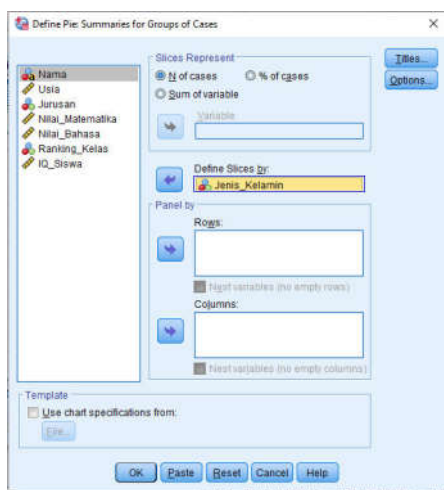 Define Pie: Summaries for Groups of Cases
Nama
Usia
Jurusan
Nilai_Matematika
Nilai_Bahasa
Ranking_Kelas
IQ_Siswa
Slices Represent
N of cases
% of cases
Sum of variable
Variable
Define Slices by:
Jenis_Kelamin
Panel by
Rows:
Nest variables (no empty rows)
Columns:
Nest variables (no empty columns)
Titles...
Options...
Template
Use chart specifications from:
File...
OK
Paste
Reset
Cancel
Help